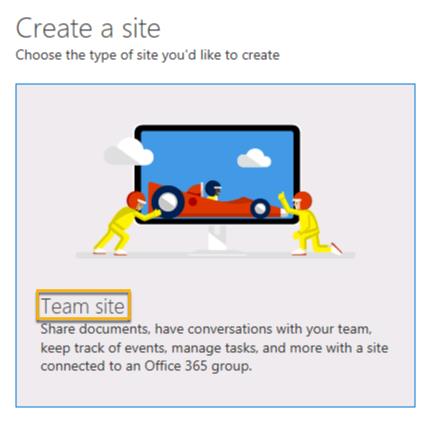 Create a site
Choose the type of site you'd like to create
Team site
Share documents, have conversations with your team,
keep track of events, manage tasks, and more with a site
connected to an Office 365 group.